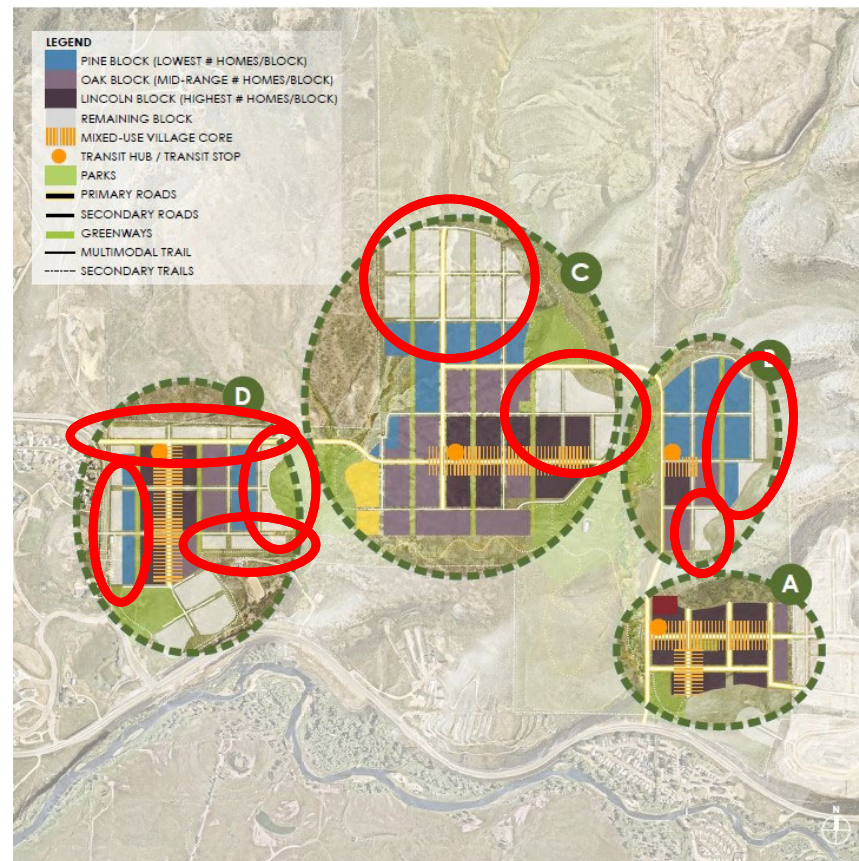 LEGEND
PINE BLOCK (LOWEST # HOMES/BLOCK)
OAK BLOCK (MID-RANGE # HOMES/BLOCK)
LINCOLN BLOCK (HIGHEST # HOMES/BLOCK)
REMAINING BLOCK
MIXED-USE VILLAGE CORE
TRANSIT HUB / TRANSIT STOP
PARKS
PRIMARY ROADS
SECONDARY ROADS
GREENWAYS
MULTIMODAL TRAIL
SECONDARY TRAILS
C
B
D
A
N